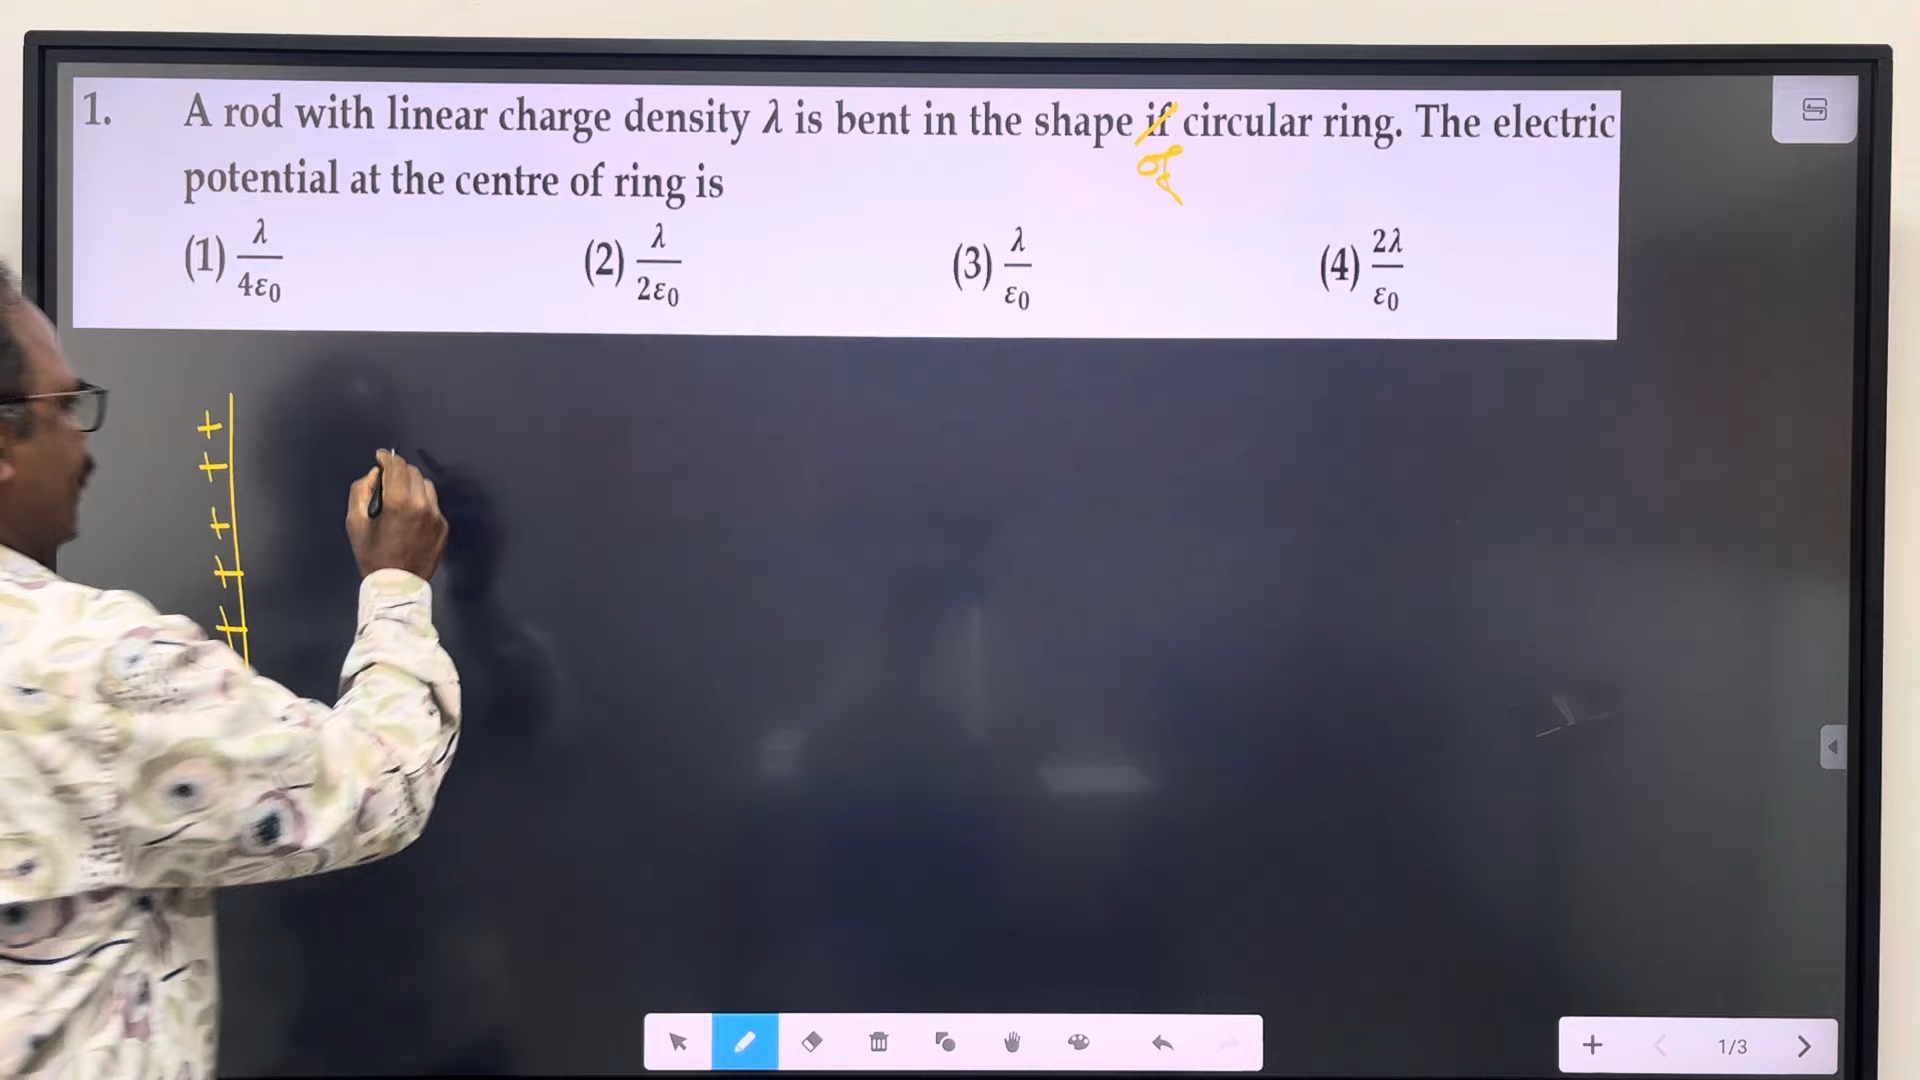 1. A rod with linear charge density λ is bent in the shape if circular ring. The electric
of
potential at the centre of ring is
(1) λ/4ε₀ (2) λ/2ε₀ (3) λ/ε₀ (4) 2λ/ε₀
+
+
+
+
+
1/3